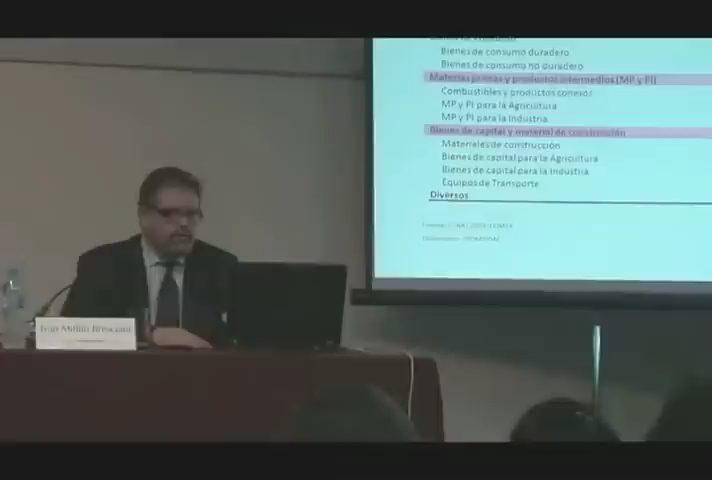 Bienes de consumo duradero
Bienes de consumo no duradero
Materias primas y productos intermedios (MP y PI)
Combustibles y productos conexos
MP y PI para la Agricultura
MP y PI para la Industria
Bienes de capital y material de construcción
Materiales de construcción
Bienes de capital para la Agricultura
Bienes de capital para la Industria
Equipos de Transporte
Diversos